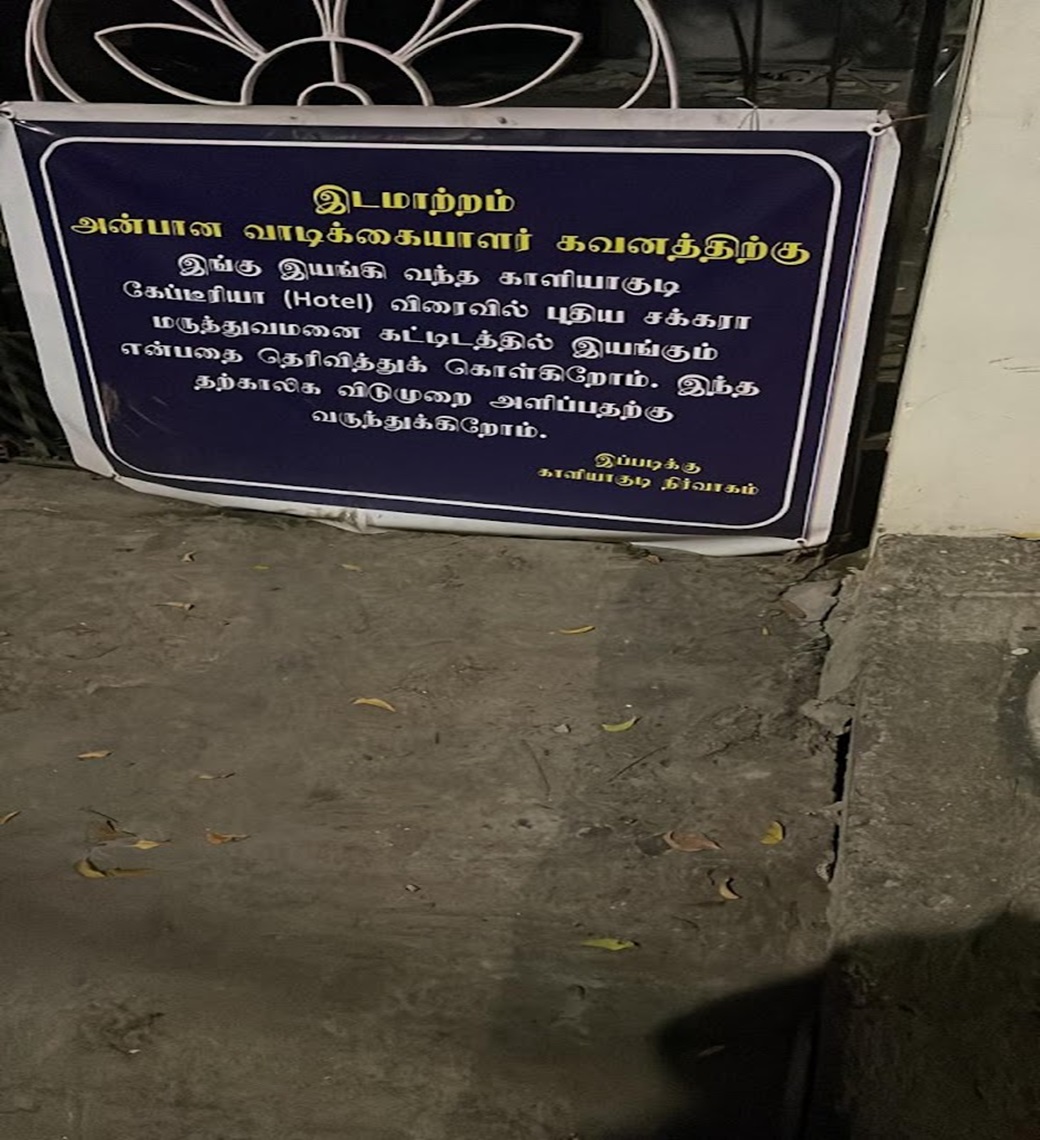 இடமாற்றம்
அன்பான வாடிக்கையாளர் கவனத்திற்கு
இங்கு இயங்கி வந்த காளியாகுடி
கேப்டீரியா (Hotel) விரைவில் புதிய சக்கரா
மருத்துவமனை கட்டிடத்தில் இயங்கும்
என்பதை தெரிவித்துக் கொள்கிறோம். இந்த
தற்காலிக விடுமுறை அளிப்பதற்கு
வருந்துக்கிறோம்.
இப்படிக்கு
காளியாகுடி நிர்வாகம்